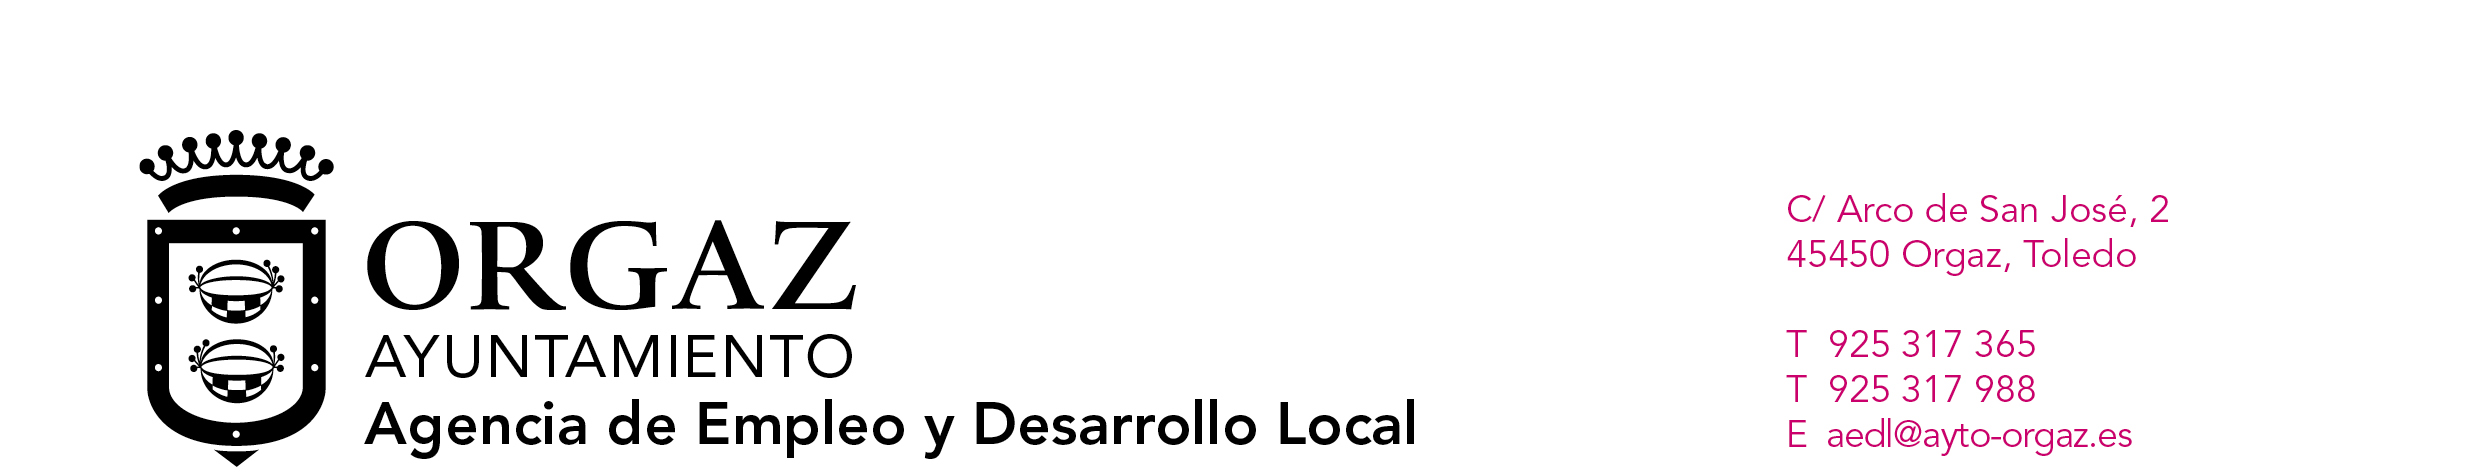 ORGAZ
AYUNTAMIENTO
Agencia de Empleo y Desarrollo Local
C/ Arco de San José, 2
45450 Orgaz, Toledo
T 925 317 365
T 925 317 988
E aedl@ayto-orgaz.es